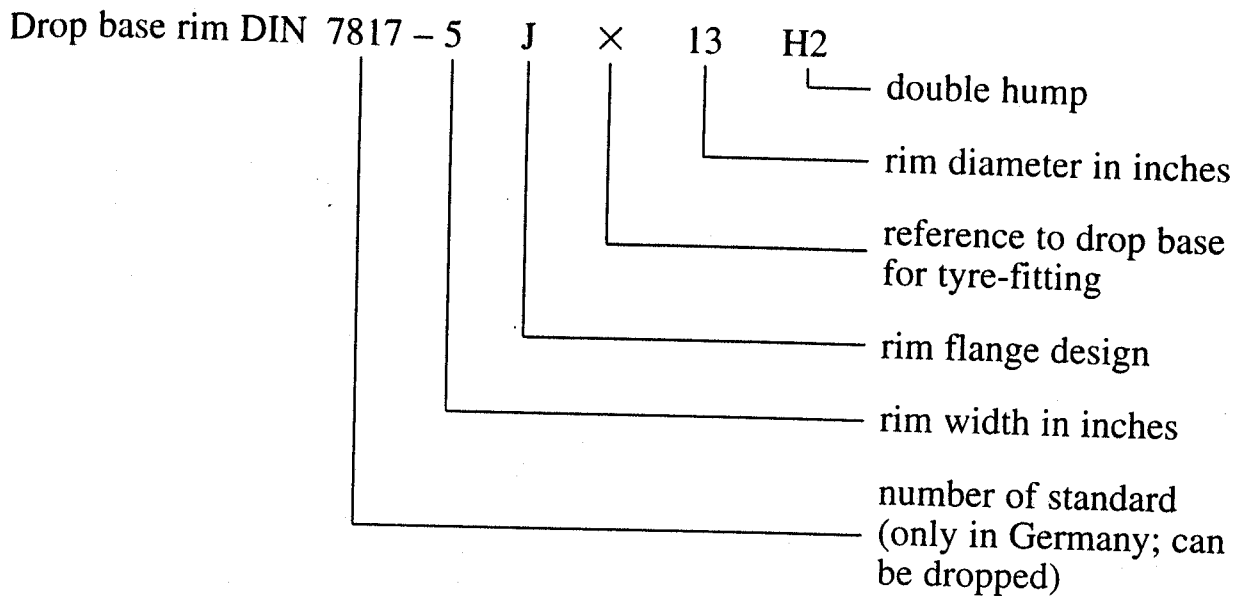 Drop base rim DIN 7817 – 5 J × 13 H2
double hump
rim diameter in inches
reference to drop base
for tyre-fitting
rim flange design
rim width in inches
number of standard
(only in Germany; can
be dropped)